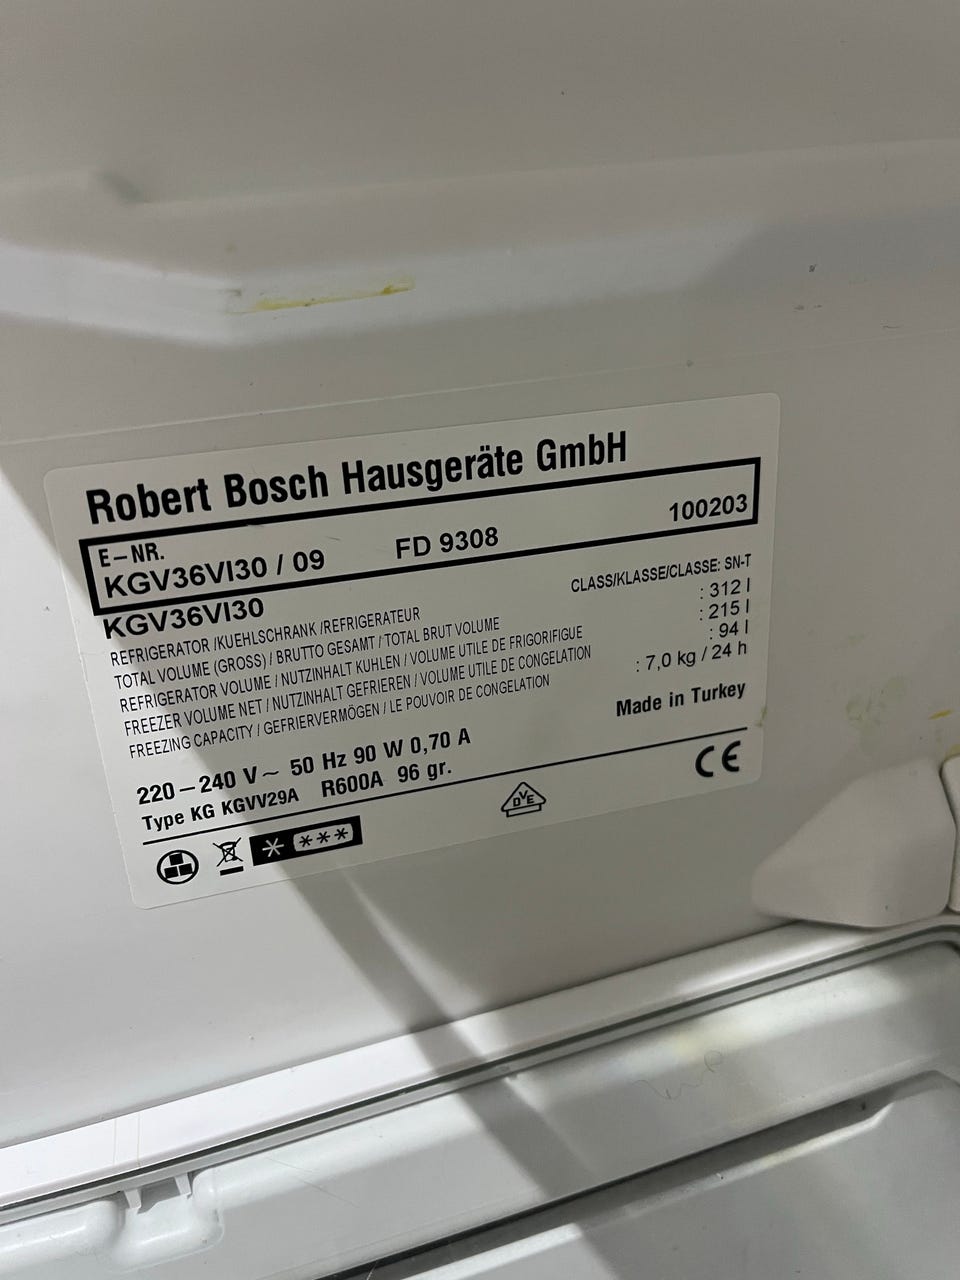 Robert Bosch Hausgeräte GmbH
E-NR.
KGV36VI30 / 09 FD 9308 100203
KGV36VI30 CLASS/KLASSE/CLASSE: SN-T
REFRIGERATOR /KUEHLSCHRANK /REFRIGERATEUR
TOTAL VOLUME (GROSS) / BRUTTO GESAMT / TOTAL BRUT VOLUME : 312 l
REFRIGERATOR VOLUME / NUTZINHALT KUHLEN / VOLUME UTILE DE FRIGORIFIGUE : 215 l
FREEZER VOLUME NET / NUTZINHALT GEFRIEREN / VOLUME UTILE DE CONGELATION : 94 l
FREEZING CAPACITY / GEFRIERVERMÖGEN / LE POUVOIR DE CONGELATION : 7,0 kg / 24 h
Made in Turkey
220-240 V ~ 50 Hz 90 W 0,70 A
Type KG KGVV29A R600A 96 gr.
CE
DVE
* ***